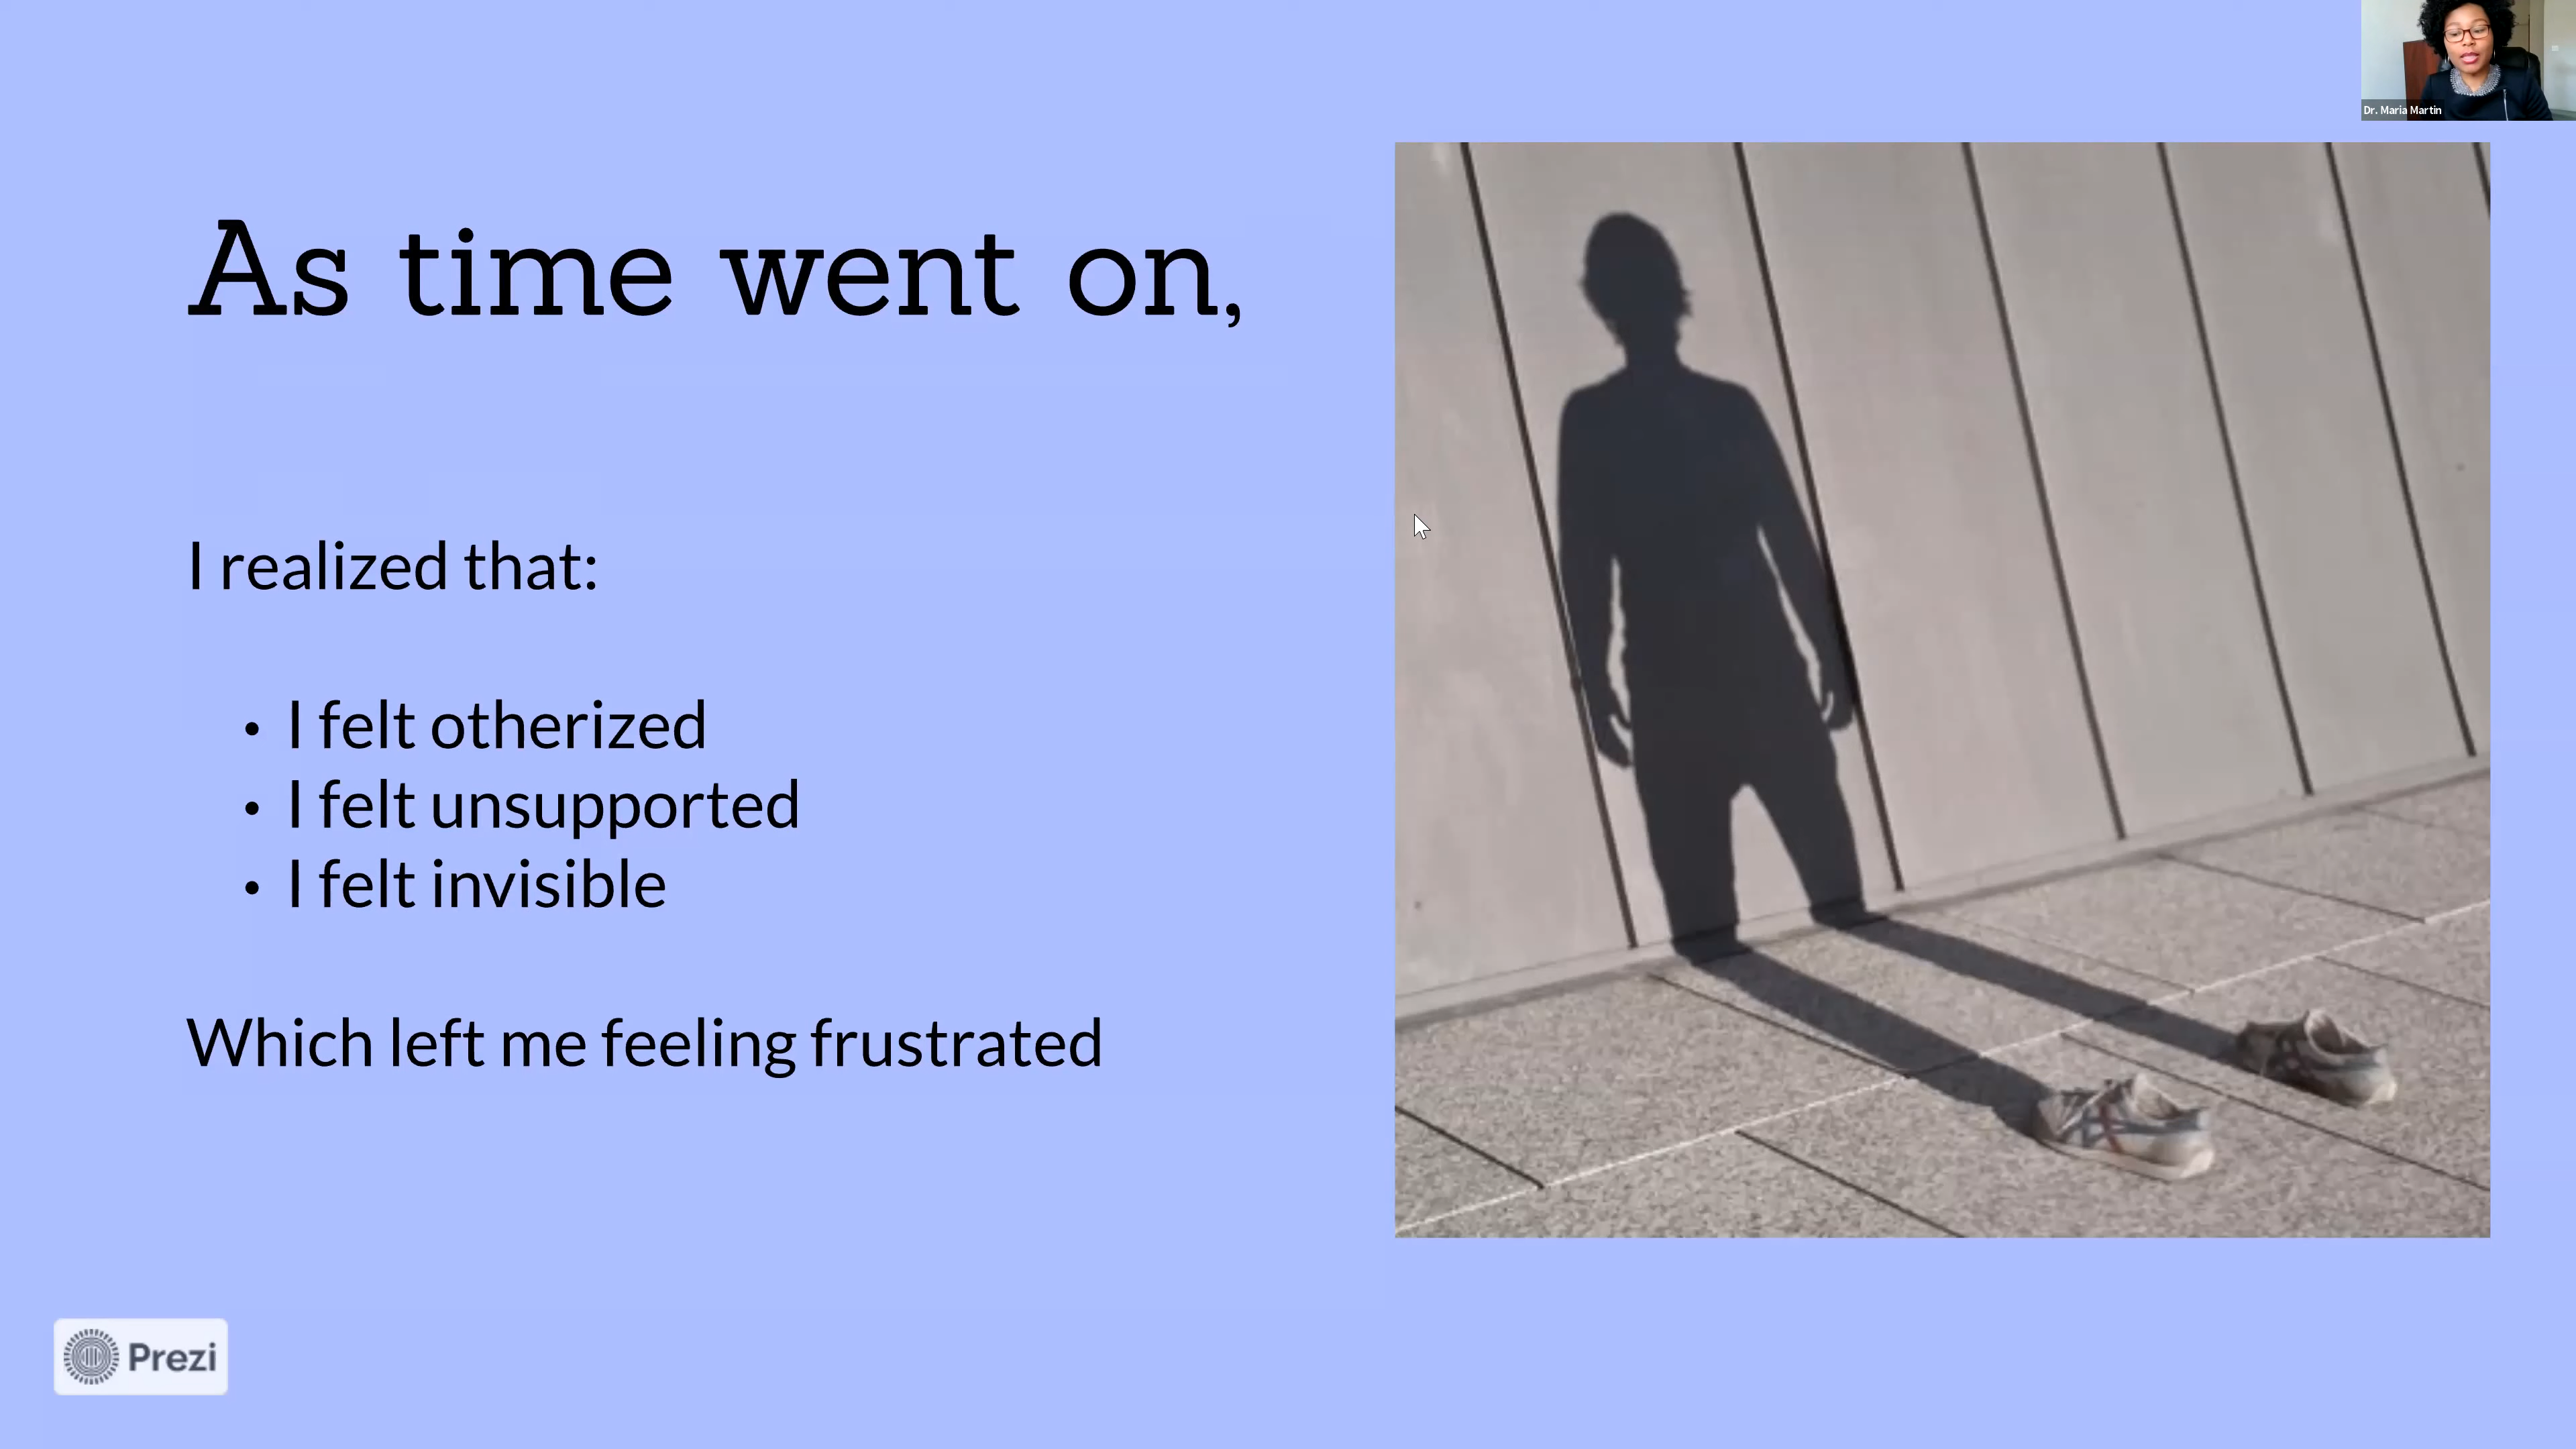 Dr. Maria Martin
As time went on,
I realized that:
• I felt otherized
• I felt unsupported
• I felt invisible
Which left me feeling frustrated
Prezi